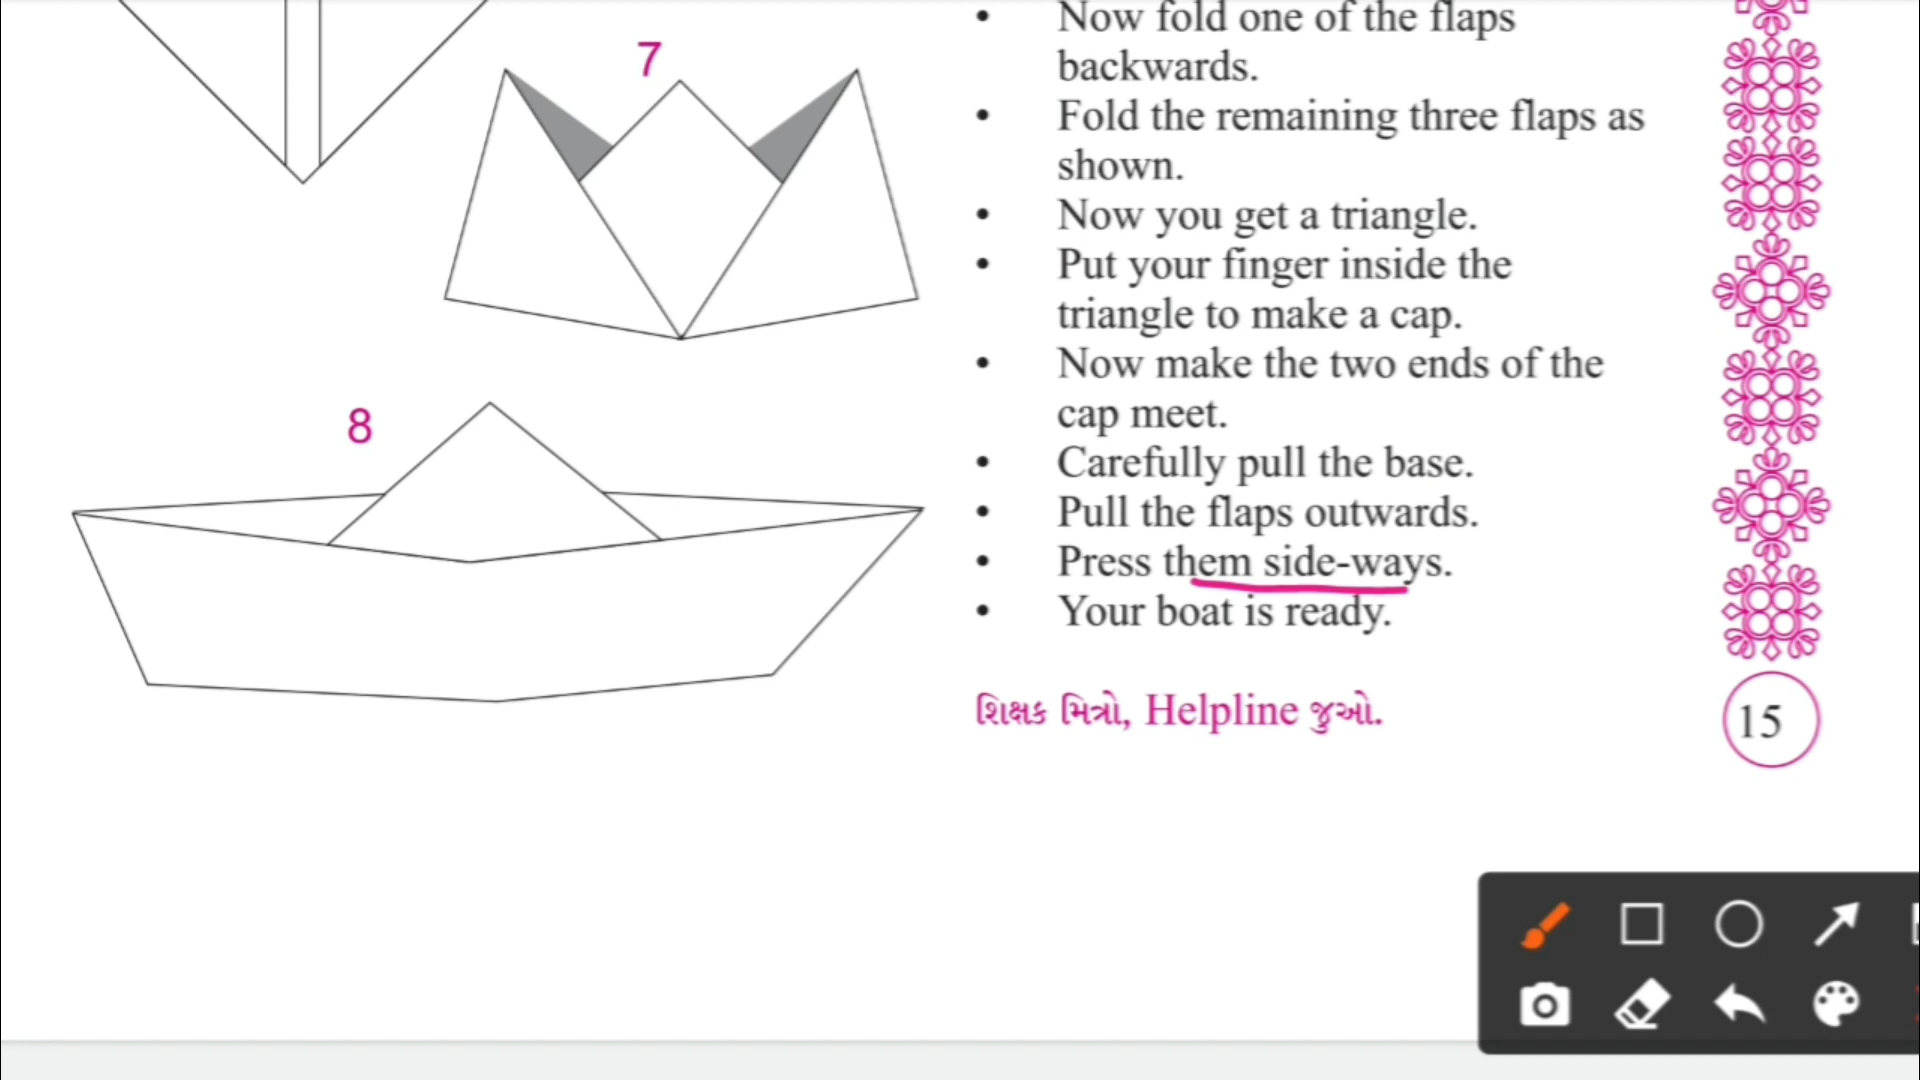 7
8
• Now fold one of the flaps
backwards.
• Fold the remaining three flaps as
shown.
• Now you get a triangle.
• Put your finger inside the
triangle to make a cap.
• Now make the two ends of the
cap meet.
• Carefully pull the base.
• Pull the flaps outwards.
• Press them side-ways.
• Your boat is ready.
શિક્ષક મિત્રો, Helpline જુઓ.
15